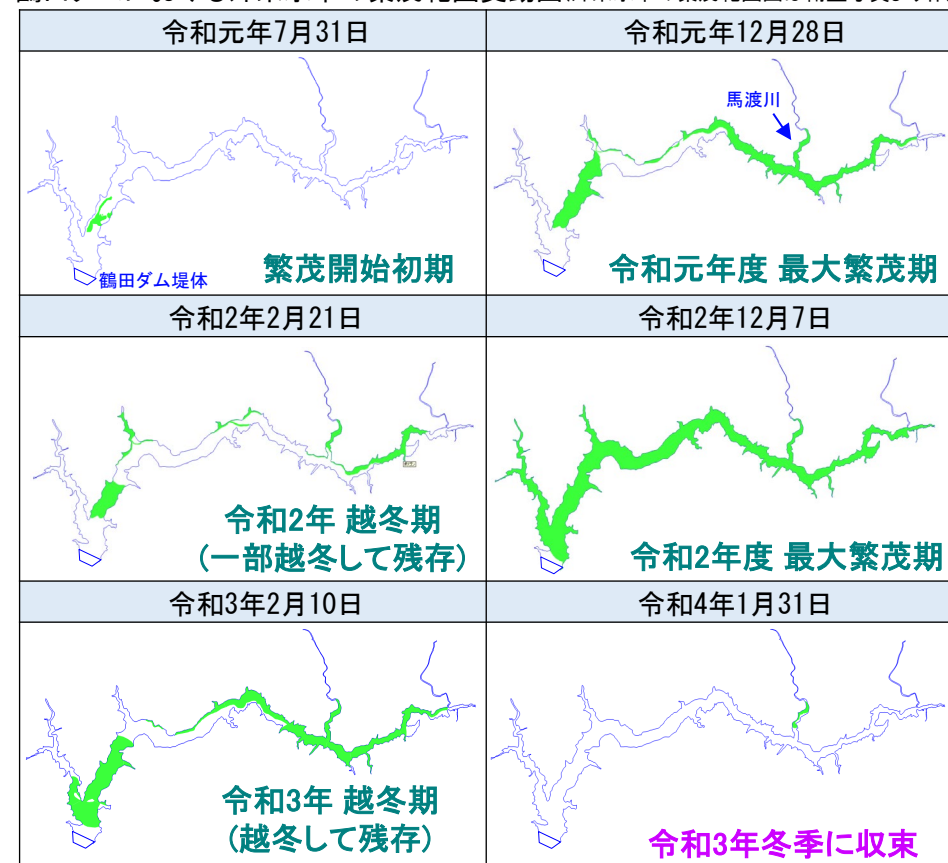 令和元年7月31日
令和元年12月28日
馬渡川
鶴田ダム堤体
繁茂開始初期
令和元年度 最大繁茂期
令和2年2月21日
令和2年12月7日
令和2年 越冬期
(一部越冬して残存)
令和2年度 最大繁茂期
令和3年2月10日
令和4年1月31日
令和3年 越冬期
(越冬して残存)
令和3年冬季に収束